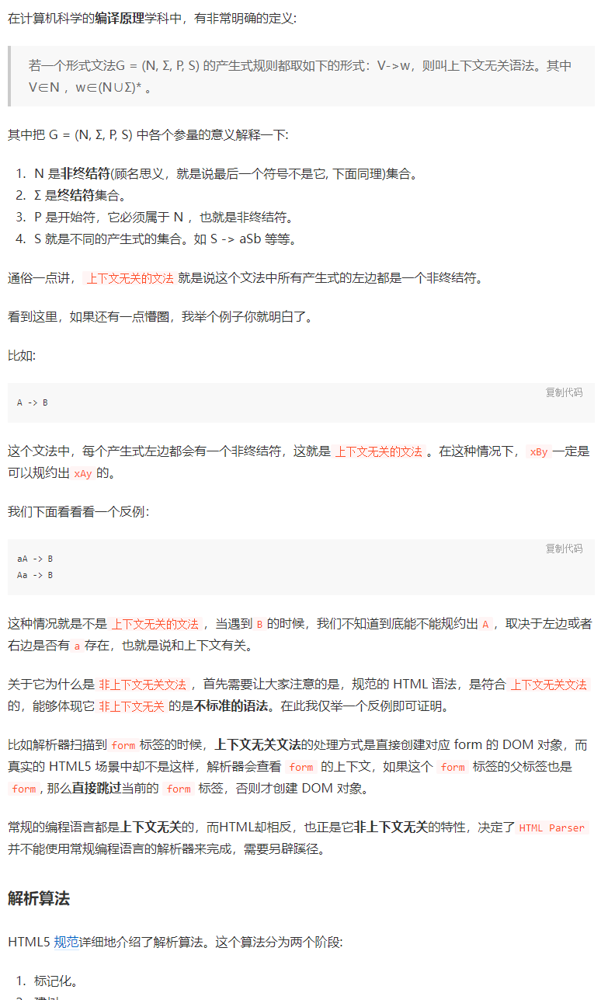 在计算机科学的编译原理学科中，有非常明确的定义:
若一个形式文法G = (N, Σ, P, S) 的产生式规则都取如下的形式：V->w，则叫上下文无关语法。其中
V∈N ，w∈(N∪Σ)* 。
其中把 G = (N, Σ, P, S) 中各个参量的意义解释一下:
1. N 是非终结符(顾名思义，就是说最后一个符号不是它, 下面同理)集合。
2. Σ 是终结符集合。
3. P 是开始符，它必须属于 N ，也就是非终结符。
4. S 就是不同的产生式的集合。如 S -> aSb 等等。
通俗一点讲，上下文无关的文法 就是说这个文法中所有产生式的左边都是一个非终结符。
看到这里，如果还有一点懵圈，我举个例子你就明白了。
比如:
复制代码
A -> B
这个文法中，每个产生式左边都会有一个非终结符，这就是 上下文无关的文法 。在这种情况下， xBy 一定是
可以规约出 xAy 的。
我们下面看看看一个反例：
复制代码
aA -> B
Aa -> B
这种情况就是不是 上下文无关的文法 ，当遇到 B 的时候，我们不知道到底能不能规约出 A ，取决于左边或者
右边是否有 a 存在，也就是说和上下文有关。
关于它为什么是 非上下文无关文法 ，首先需要让大家注意的是，规范的 HTML 语法，是符合 上下文无关文法
的，能够体现它 非上下文无关 的是不标准的语法。在此我仅举一个反例即可证明。
比如解析器扫描到 form 标签的时候，上下文无关文法的处理方式是直接创建对应 form 的 DOM 对象，而
真实的 HTML5 场景中却不是这样，解析器会查看 form 的上下文，如果这个 form 标签的父标签也是
form , 那么直接跳过当前的 form 标签，否则才创建 DOM 对象。
常规的编程语言都是上下文无关的，而HTML却相反，也正是它非上下文无关的特性，决定了 HTML Parser
并不能使用常规编程语言的解析器来完成，需要另辟蹊径。
解析算法
HTML5 规范详细地介绍了解析算法。这个算法分为两个阶段:
1. 标记化。